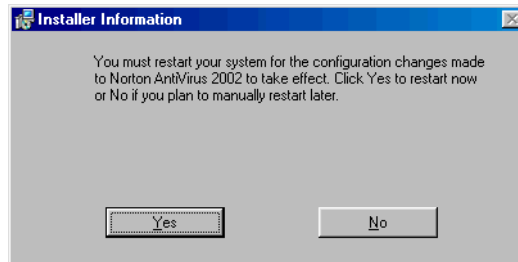 Installer Information
You must restart your system for the configuration changes made
to Norton AntiVirus 2002 to take effect. Click Yes to restart now
or No if you plan to manually restart later.
Yes
No